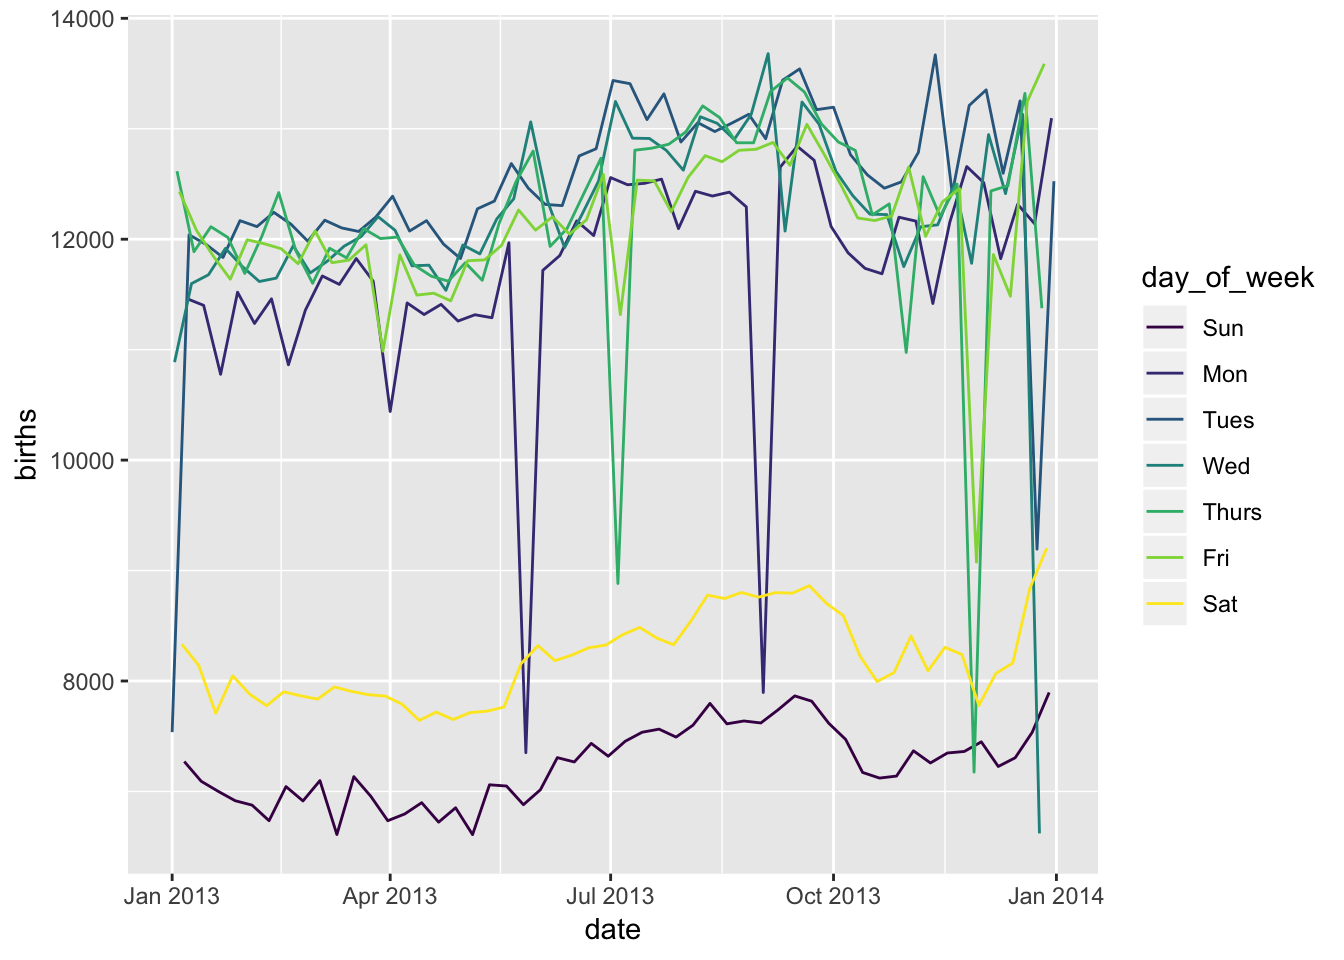 14000
12000
10000
8000
births
Jan 2013
Apr 2013
Jul 2013
Oct 2013
Jan 2014
date
day_of_week
Sun
Mon
Tues
Wed
Thurs
Fri
Sat